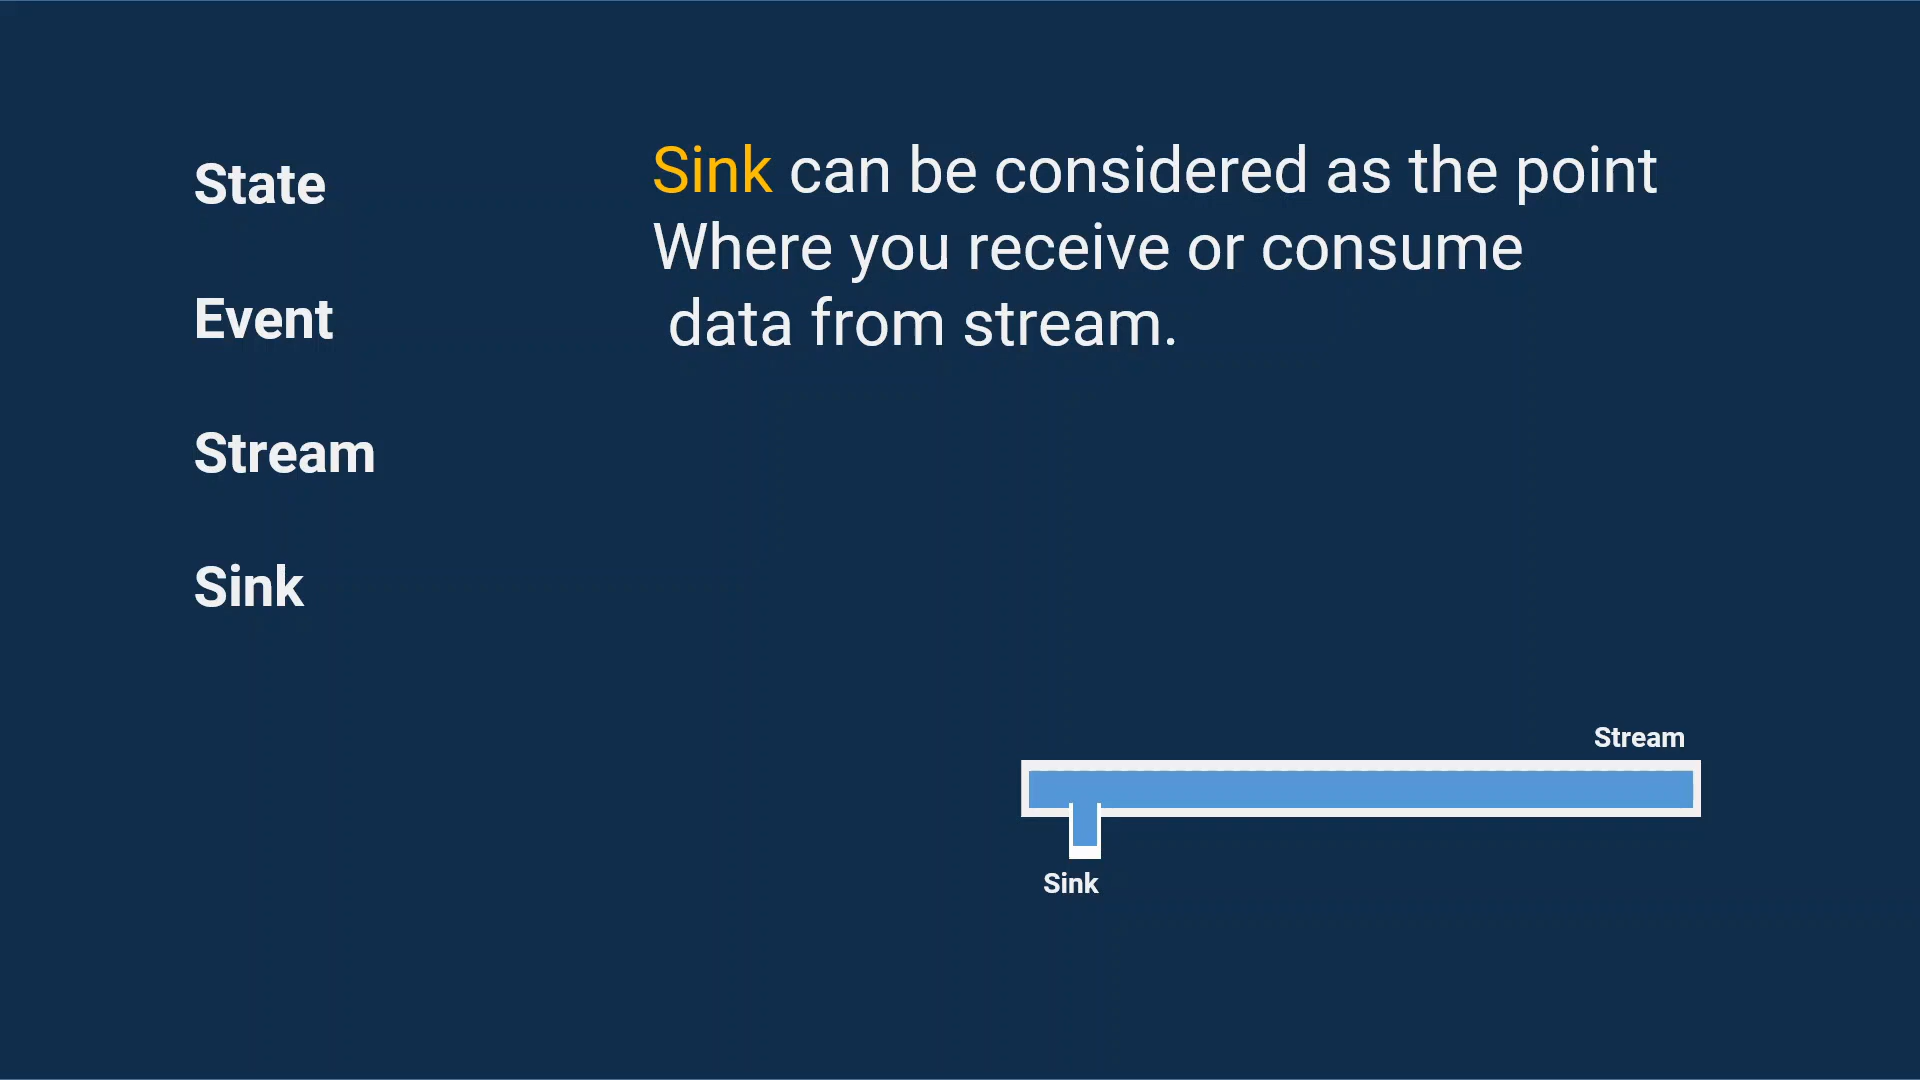 State
Event
Stream
Sink
Sink can be considered as the point
Where you receive or consume
data from stream.
Stream
Sink